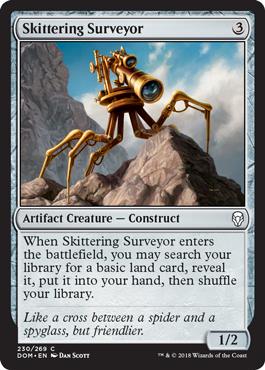 Skittering Surveyor 3
Artifact Creature — Construct
When Skittering Surveyor enters
the battlefield, you may search your
library for a basic land card, reveal
it, put it into your hand, then shuffle
your library.
Like a cross between a spider and a
spyglass, but friendlier.
1/2
230/269 C
DOM • EN Dan Scott
™ & © 2018 Wizards of the Coast